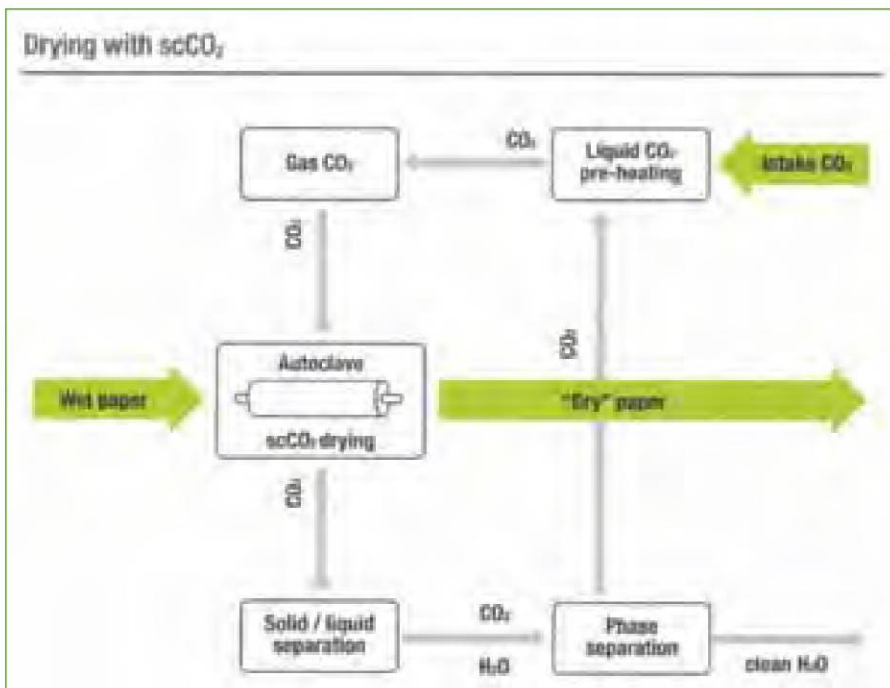 Drying with scCO₂
Gas CO₂
CO₂
Liquid CO₂
pre-heating
Intake CO₂
CO₂
Wet paper
Autoclave
scCO₂ drying
"Dry" paper
CO₂
CO₂
Solid / liquid
separation
CO₂
H₂O
Phase
separation
clean H₂O